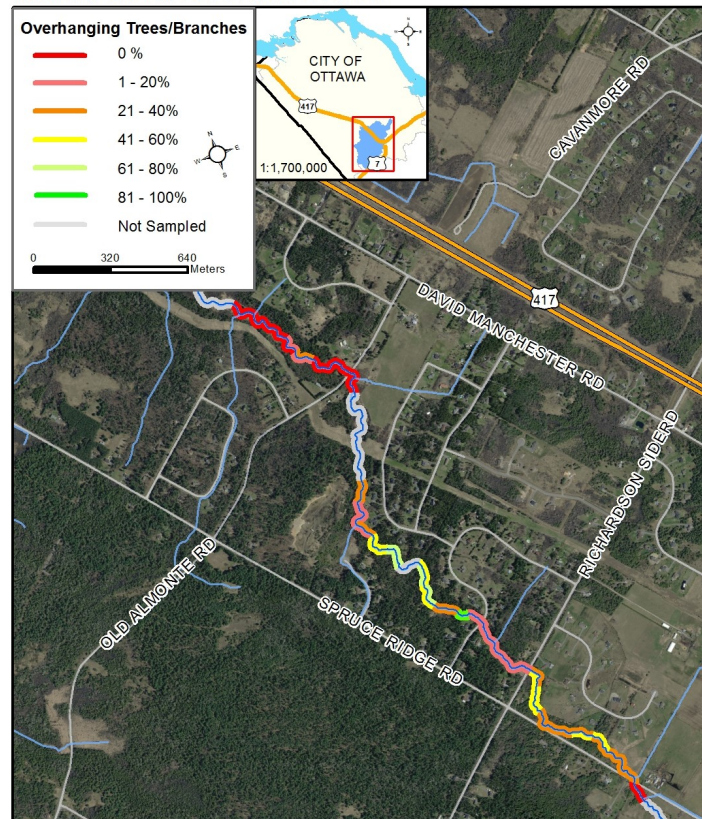 Overhanging Trees/Branches
0 %
1 - 20%
21 - 40%
41 - 60%
61 - 80%
81 - 100%
Not Sampled
N
W
E
S
0 320 640
Meters
CITY OF
OTTAWA
417
7
1:1,700,000
CAVANMORE RD
417
DAVID MANCHESTER RD
RICHARDSON SIDERD
OLD ALMONTE RD
SPRUCE RIDGE RD